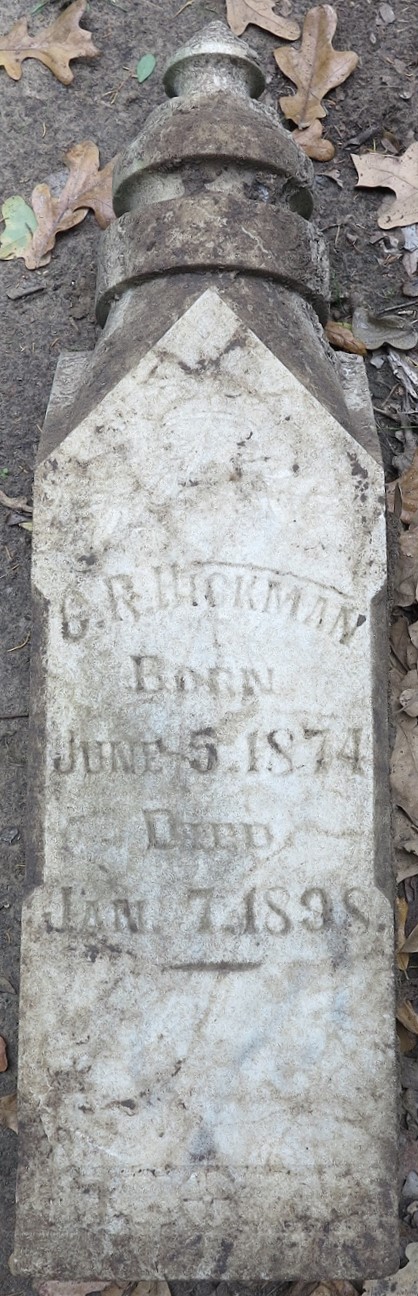 C. R. HICKMAN
BORN
JUNE 5. 1874
DIED
JAN. 7. 1898.